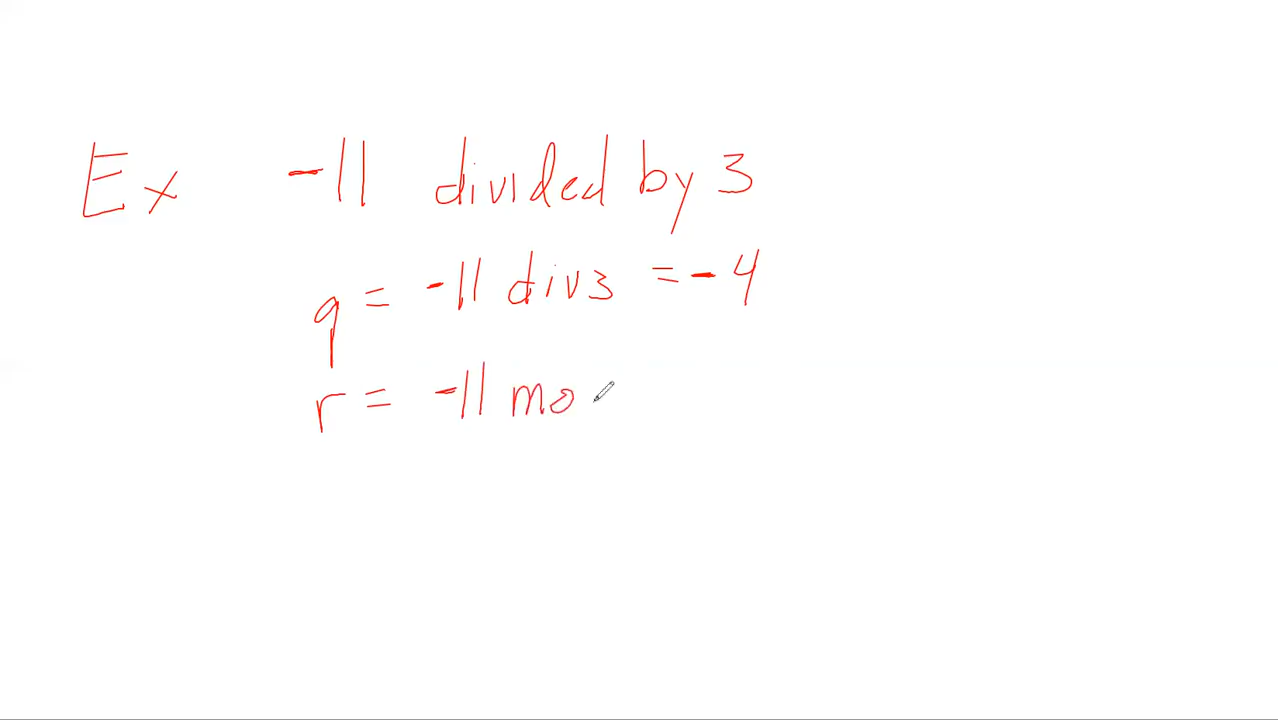 Ex -11 divided by 3
q = -11 div 3 = -4
r = -11 mo